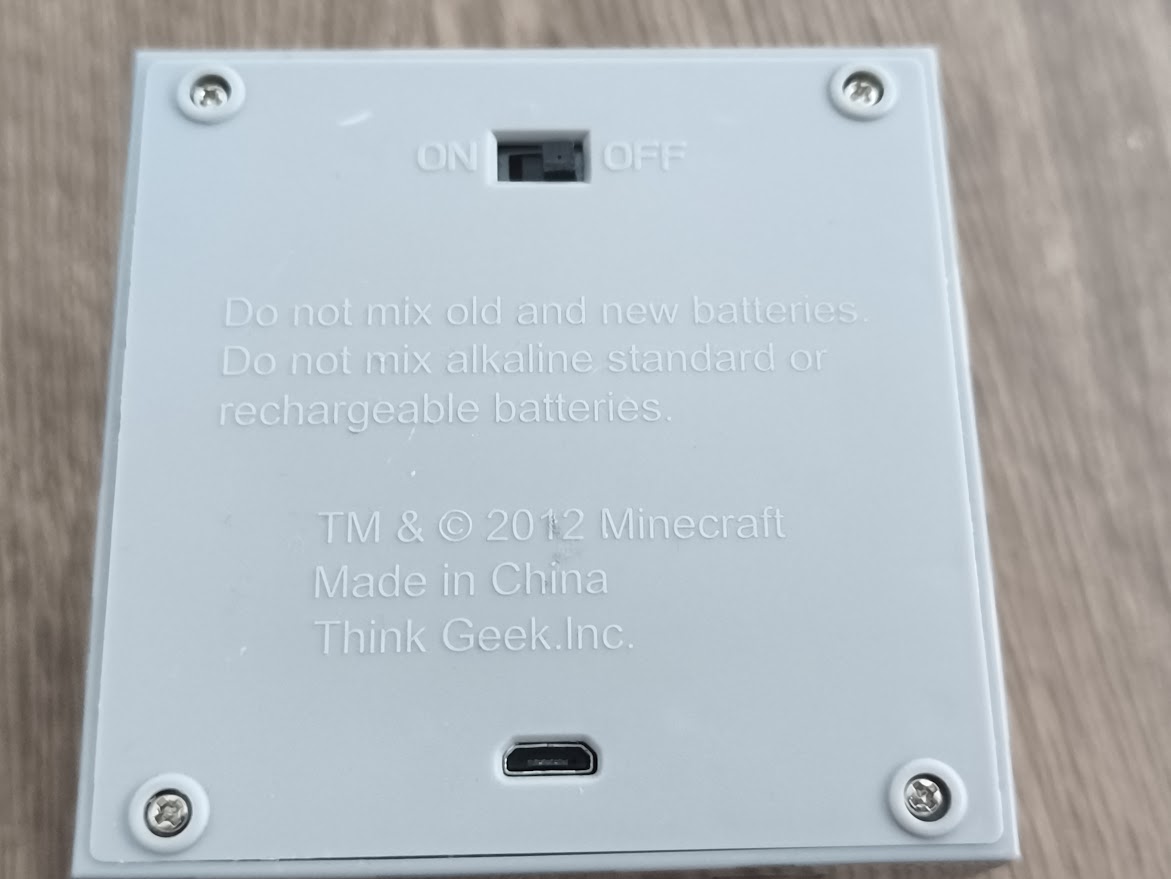 ON OFF
Do not mix old and new batteries.
Do not mix alkaline standard or
rechargeable batteries.
TM & © 2012 Minecraft
Made in China
Think Geek.Inc.